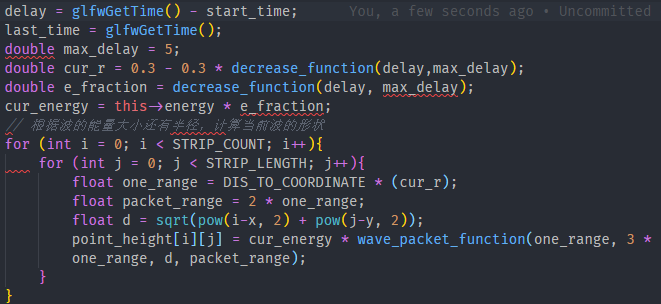 delay = glfwGetTime() - start_time; You, a few seconds ago • Uncommitted
last_time = glfwGetTime();
double max_delay = 5;
double cur_r = 0.3 - 0.3 * decrease_function(delay,max_delay);
double e_fraction = decrease_function(delay, max_delay);
cur_energy = this->energy * e_fraction;
// 根据波的能量大小还有半径，计算当前波的形状
for (int i = 0; i < STRIP_COUNT; i++){
for (int j = 0; j < STRIP_LENGTH; j++){
float one_range = DIS_TO_COORDINATE * (cur_r);
float packet_range = 2 * one_range;
float d = sqrt(pow(i-x, 2) + pow(j-y, 2));
point_height[i][j] = cur_energy * wave_packet_function(one_range, 3 *
one_range, d, packet_range);
}
}